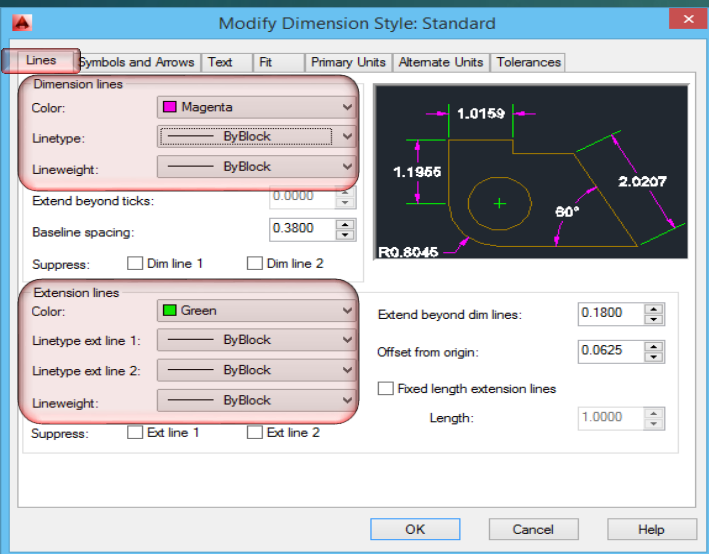 Modify Dimension Style: Standard
Lines Symbols and Arrows Text Fit Primary Units Alternate Units Tolerances
Dimension lines
Color: Magenta
Linetype: ByBlock
Lineweight: ByBlock
Extend beyond ticks: 0.0000
Baseline spacing: 0.3800
Suppress: Dim line 1 Dim line 2
1.0159
1.1955
2.0207
60°
R0.8045
Extension lines
Color: Green
Linetype ext line 1: ByBlock
Linetype ext line 2: ByBlock
Lineweight: ByBlock
Suppress: Ext line 1 Ext line 2
Extend beyond dim lines: 0.1800
Offset from origin: 0.0625
Fixed length extension lines
Length: 1.0000
OK Cancel Help